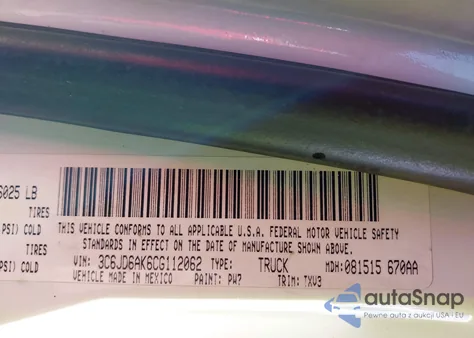 6025 LB
TIRES
PSI) COLD
TIRES
PSI) COLD
THIS VEHICLE CONFORMS TO ALL APPLICABLE U.S.A. FEDERAL MOTOR VEHICLE SAFETY
STANDARDS IN EFFECT ON THE DATE OF MANUFACTURE SHOWN ABOVE.
VIN: 3C6JD6AK6CG112062 TYPE: TRUCK MDH: 081515 670AA
VEHICLE MADE IN MEXICO PAINT: PW7 TRIM: TXV3
autoSnap
Pewne auta z aukcji USA i EU